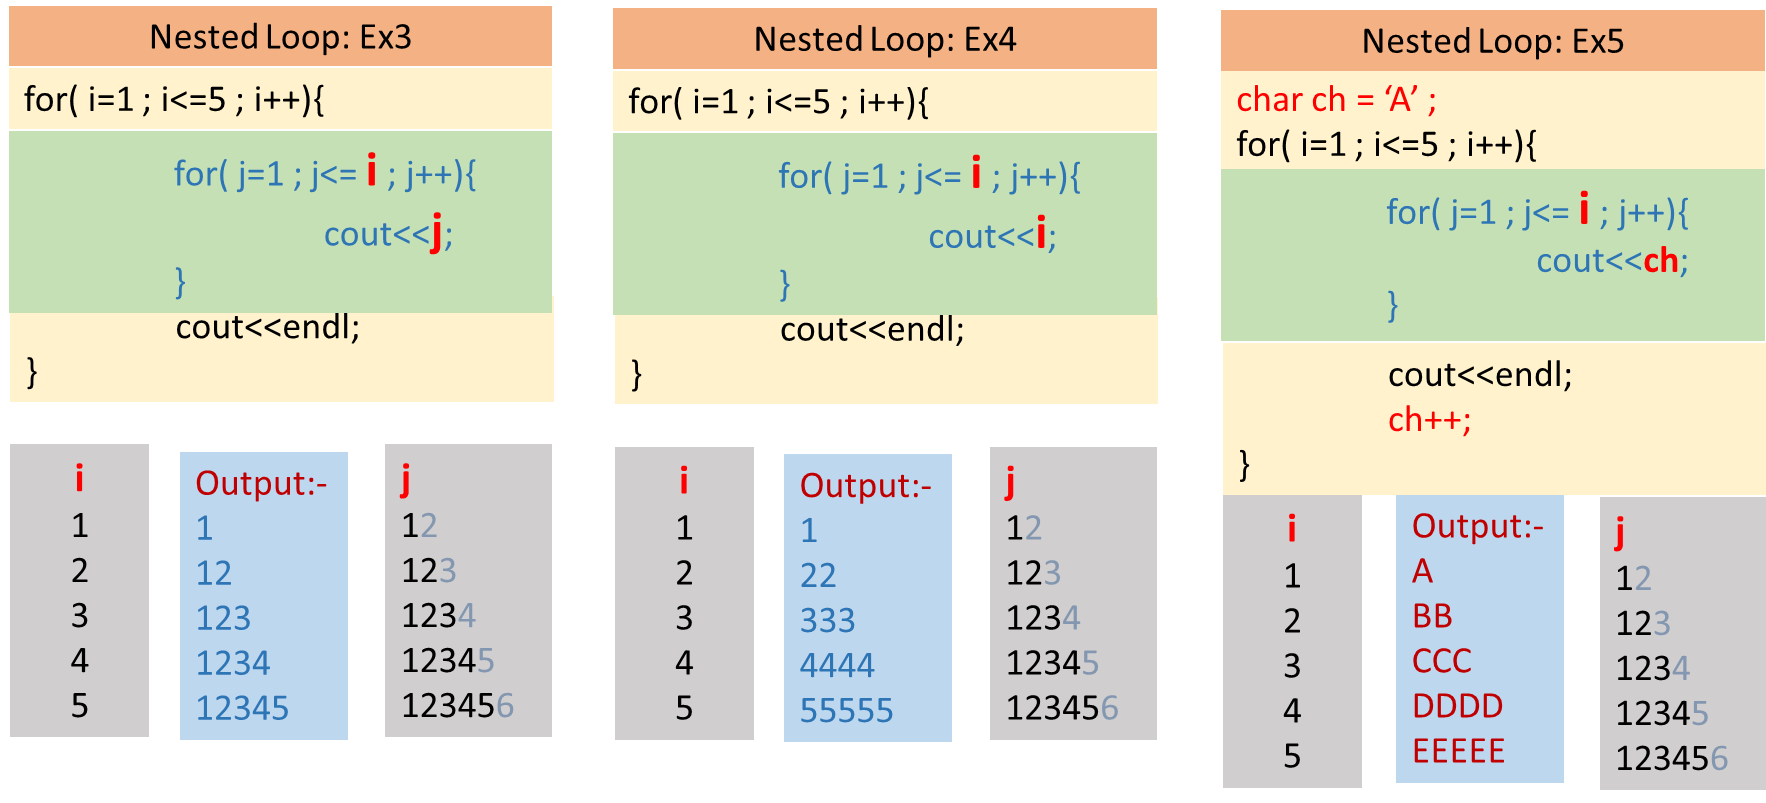 Nested Loop: Ex3
for( i=1 ; i<=5 ; i++){
for( j=1 ; j<= i ; j++){
cout<<j;
}
cout<<endl;
}
i
1
2
3
4
5
Output:-
1
12
123
1234
12345
j
12
123
1234
12345
123456
Nested Loop: Ex4
for( i=1 ; i<=5 ; i++){
for( j=1 ; j<= i ; j++){
cout<<i;
}
cout<<endl;
}
i
1
2
3
4
5
Output:-
1
22
333
4444
55555
j
12
123
1234
12345
123456
Nested Loop: Ex5
char ch = ‘A’ ;
for( i=1 ; i<=5 ; i++){
for( j=1 ; j<= i ; j++){
cout<<ch;
}
cout<<endl;
ch++;
}
i
1
2
3
4
5
Output:-
A
BB
CCC
DDDD
EEEEE
j
12
123
1234
12345
123456